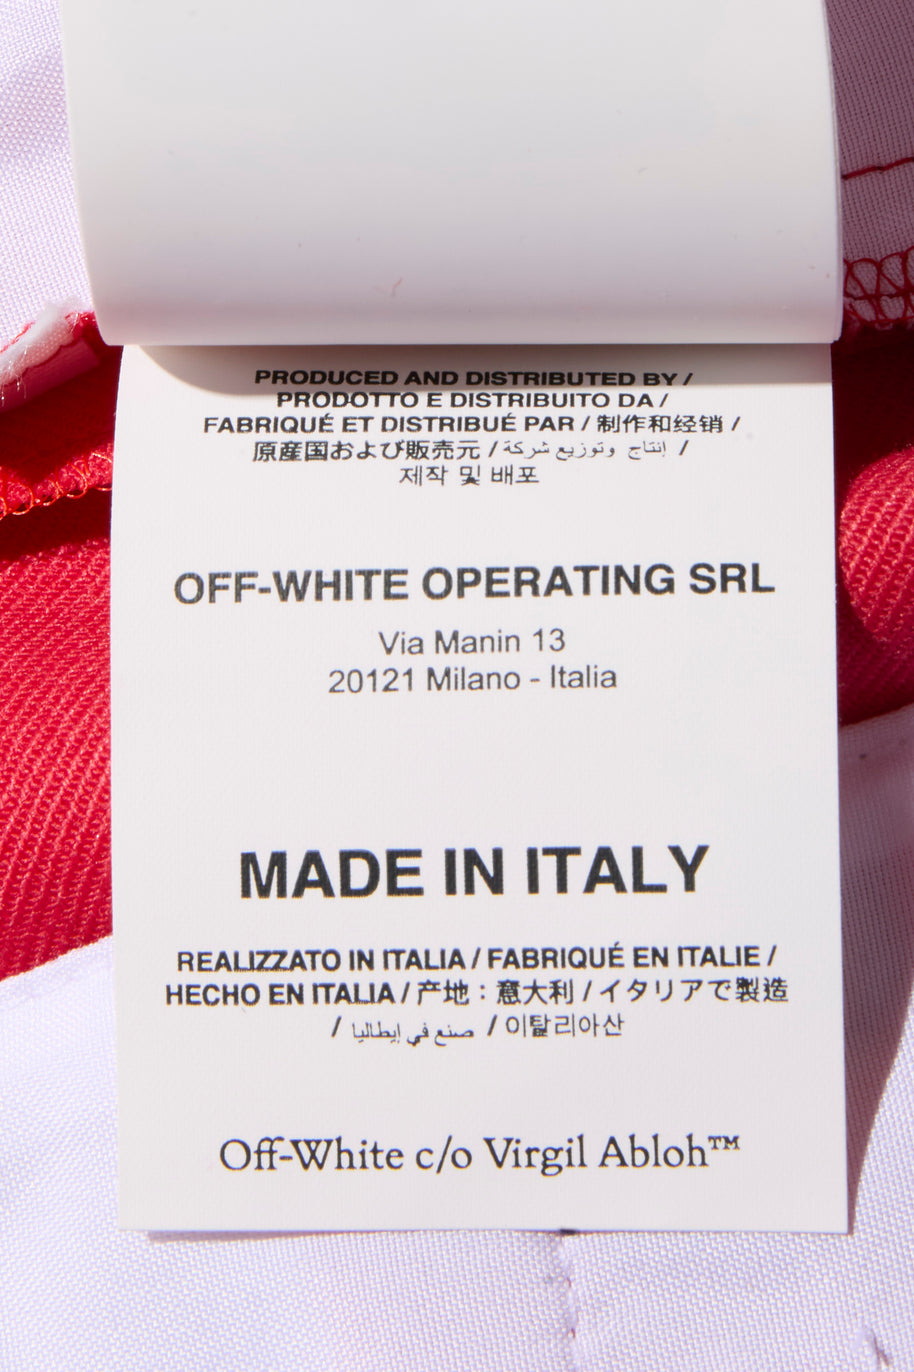 PRODUCED AND DISTRIBUTED BY /
PRODOTTO E DISTRIBUITO DA /
FABRIQUÉ ET DISTRIBUÉ PAR / 制作和经销 /
原産国および販売元 / إنتاج وتوزيع شركة /
제작 및 배포
OFF-WHITE OPERATING SRL
Via Manin 13
20121 Milano - Italia
MADE IN ITALY
REALIZZATO IN ITALIA / FABRIQUÉ EN ITALIE /
HECHO EN ITALIA / 产地：意大利 / イタリアで製造
/ صنع في إيطاليا / 이탈리아산
Off-White c/o Virgil Abloh™